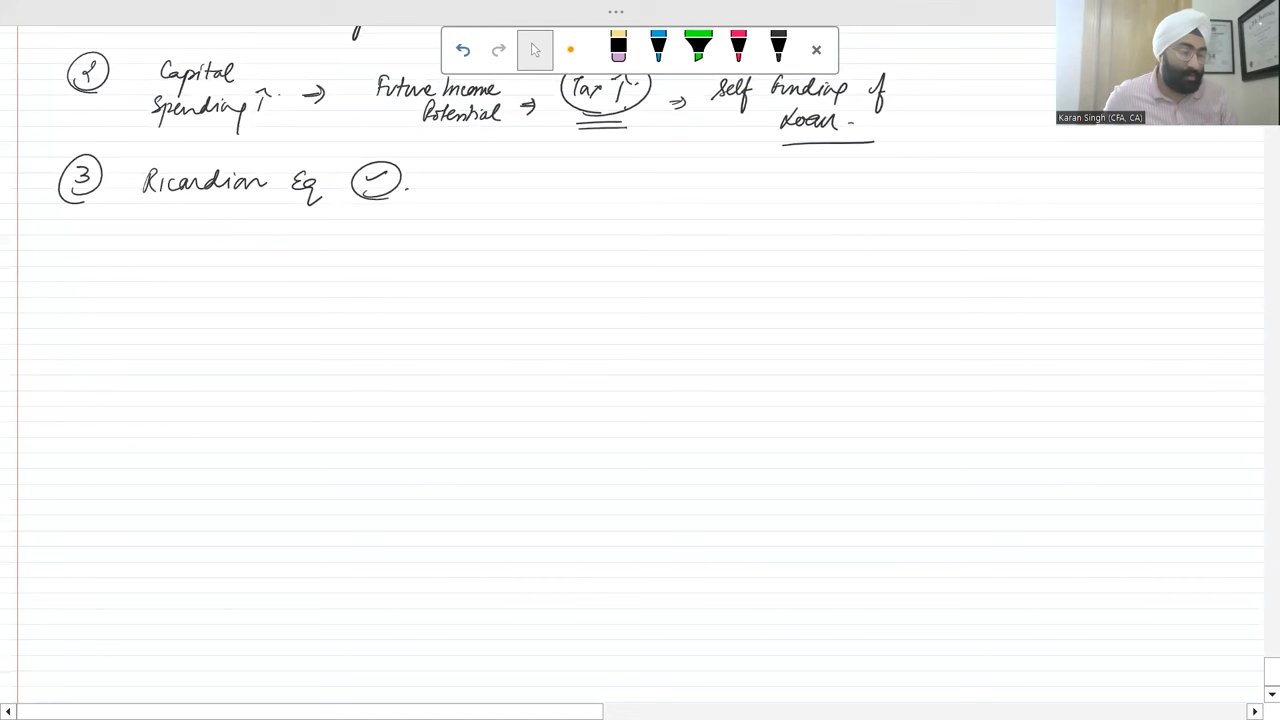 ② Capital Spending ↑ ⇒ Future Income Potential ⇒ Tax ↑ ⇒ Self Funding of Loan.
③ Ricardian Eq ✓.
Karan Singh (CFA, CA)